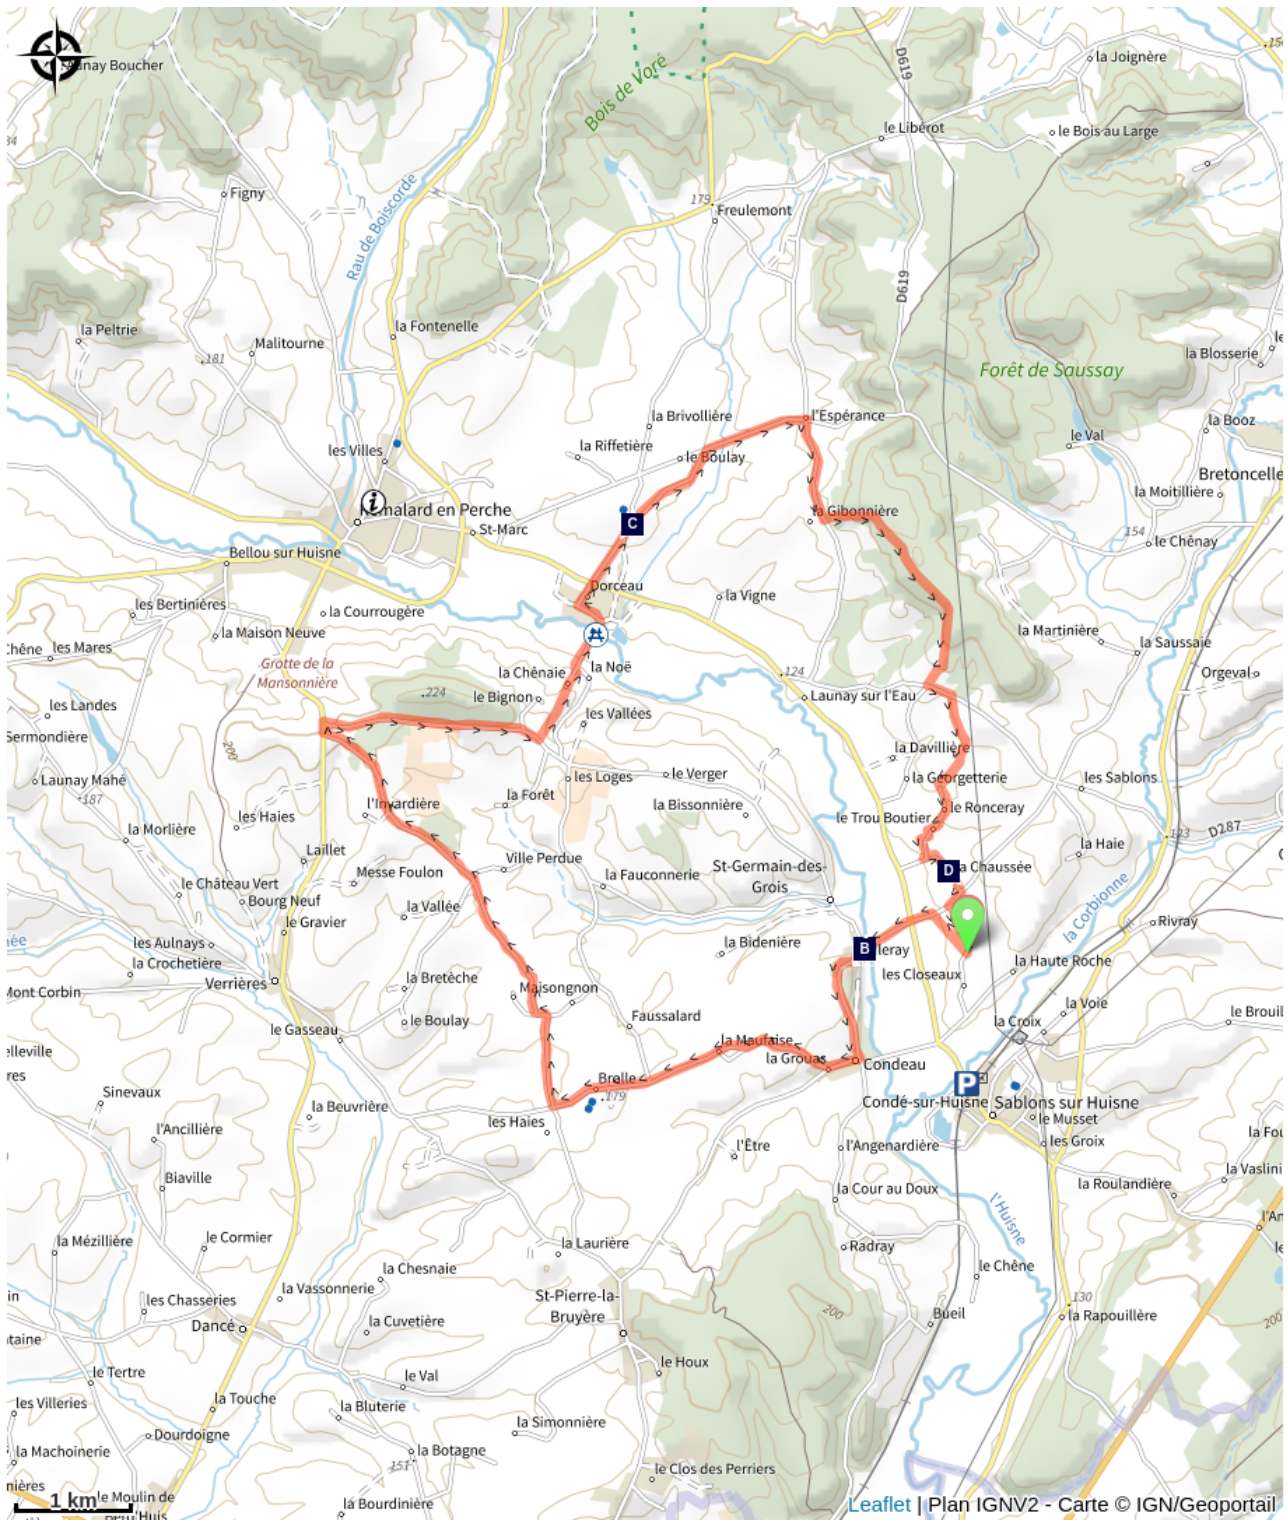 la Joignère
154
Aunay Boucher
D619
Bois de Voré
le Libérot
le Bois au Large
Figny
Rau de Boiscorde
179
Freulemont
D619
la Peltrie
la Fontenelle
Malitourne
181
la Blosserie
Forêt de Saussay
la Brivollière
l'Espérance
la Booz
la Riffetière
les Villes
le Boulay
le Val
Bretoncelle
la Moitillière
Rémalard en Perche
la Gibonnière
St-Marc
154
le Chênay
Bellou sur Huisne
C
Dorceau
la Vigne
les Bertinières
la Courrougère
la Maison Neuve
la Martinière
la Saussaie
Chêne
les Mares
Grotte de la
Mansonnière
la Chênaie
la Noë
124
Orgeval
224
le Bignon
Launay sur l'Eau
les Landes
les Vallées
Sermondière
200
la Davillière
Launay Mahé
les Loges
le Verger
la Georgetterie
les Sablons
187
la Forêt
l'Invardière
la Bissonnière
le Ronceray
les Haies
le Trou Boutier
la Morlière
123
D287
Laillet
Ville Perdue
la Haie
Messe Foulon
St-Germain-des-
Grois
D
la Chaussée
la Fauconnerie
le Château Vert
Bourg Neuf
la Vallée
la Corbionne
le Gravier
Rivray
les Aulnays
la Bidenière
B
la Crochetière
la Haute Roche
la Bretèche
les Closeaux
Verrières
Mont Corbin
Maisongnon
la Voie
le Boulay
Faussalard
la Croix
le Brouil
le Gasseau
la Maufaise
elleville
la Grouas
Condeau
res
Brelle
P
Sinevaux
179
Condé-sur-Huisne
Sablons sur Huisne
la Beuvrière
le Musset
les Haies
l'Ancillière
l'Être
l'Angenardière
les Groix
Biaville
la Roulandière
la Cour au Doux
l'Huisne
le Cormier
la Mézillière
la Laurière
Radray
la Chesnaie
le Chêne
la Vassonnerie
St-Pierre-la-
Bruyère
les Chasseries
130
200
Bueil
la Rapouillère
200
Dancé
la Cuvetière
le Houx
le Tertre
le Val
la Touche
les Villeries
la Bluterie
la Simonnière
Dourdoigne
la Machoinerie
la Botagne
151
le Clos des Perriers
1 km
le Moulin de
la Bourdinière
Leaflet | Plan IGNV2 - Carte © IGN/Geoportail